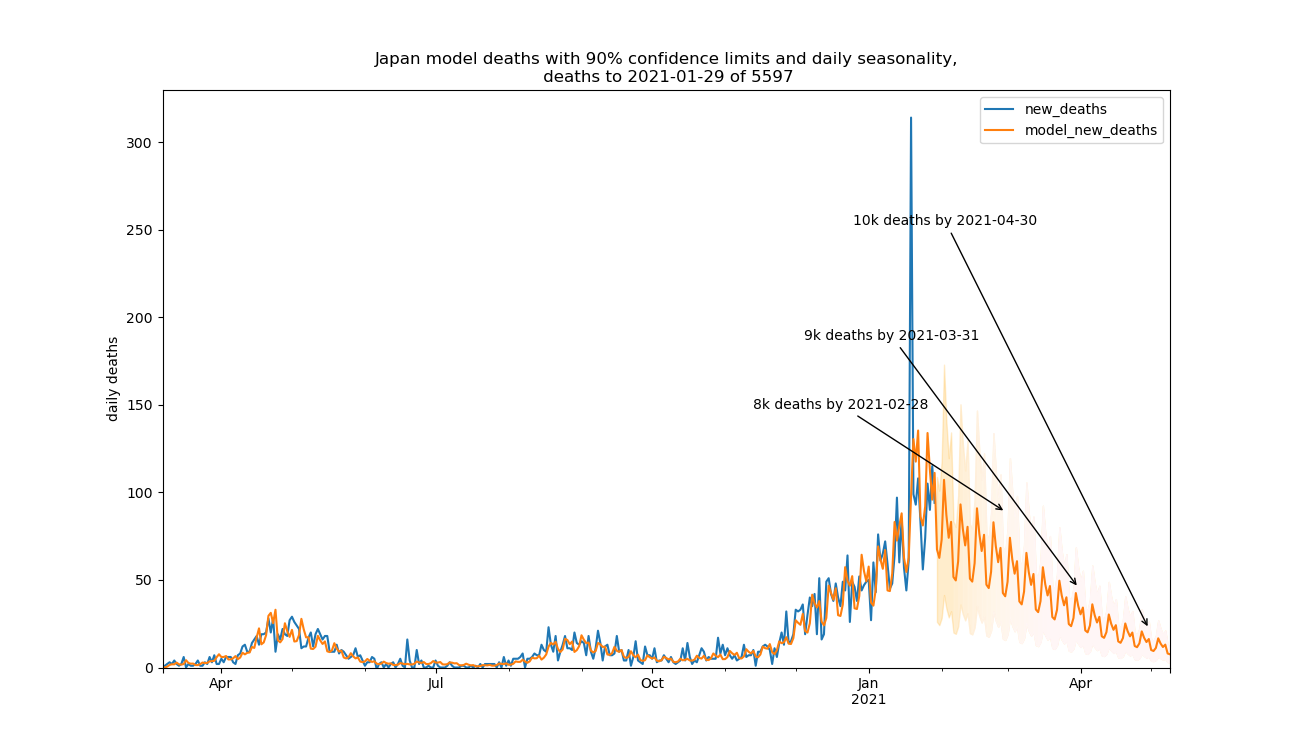 Japan model deaths with 90% confidence limits and daily seasonality,
deaths to 2021-01-29 of 5597
new_deaths
model_new_deaths
300
250
200
150
100
50
0
daily deaths
10k deaths by 2021-04-30
9k deaths by 2021-03-31
8k deaths by 2021-02-28
Apr
Jul
Oct
Jan
2021
Apr